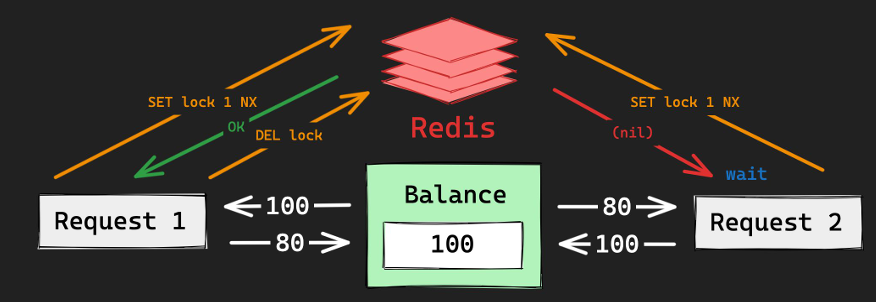 SET lock 1 NX
SET lock 1 NX
OK
DEL lock
Redis
(nil)
wait
Balance
Request 1
100
80
Request 2
80
100
100